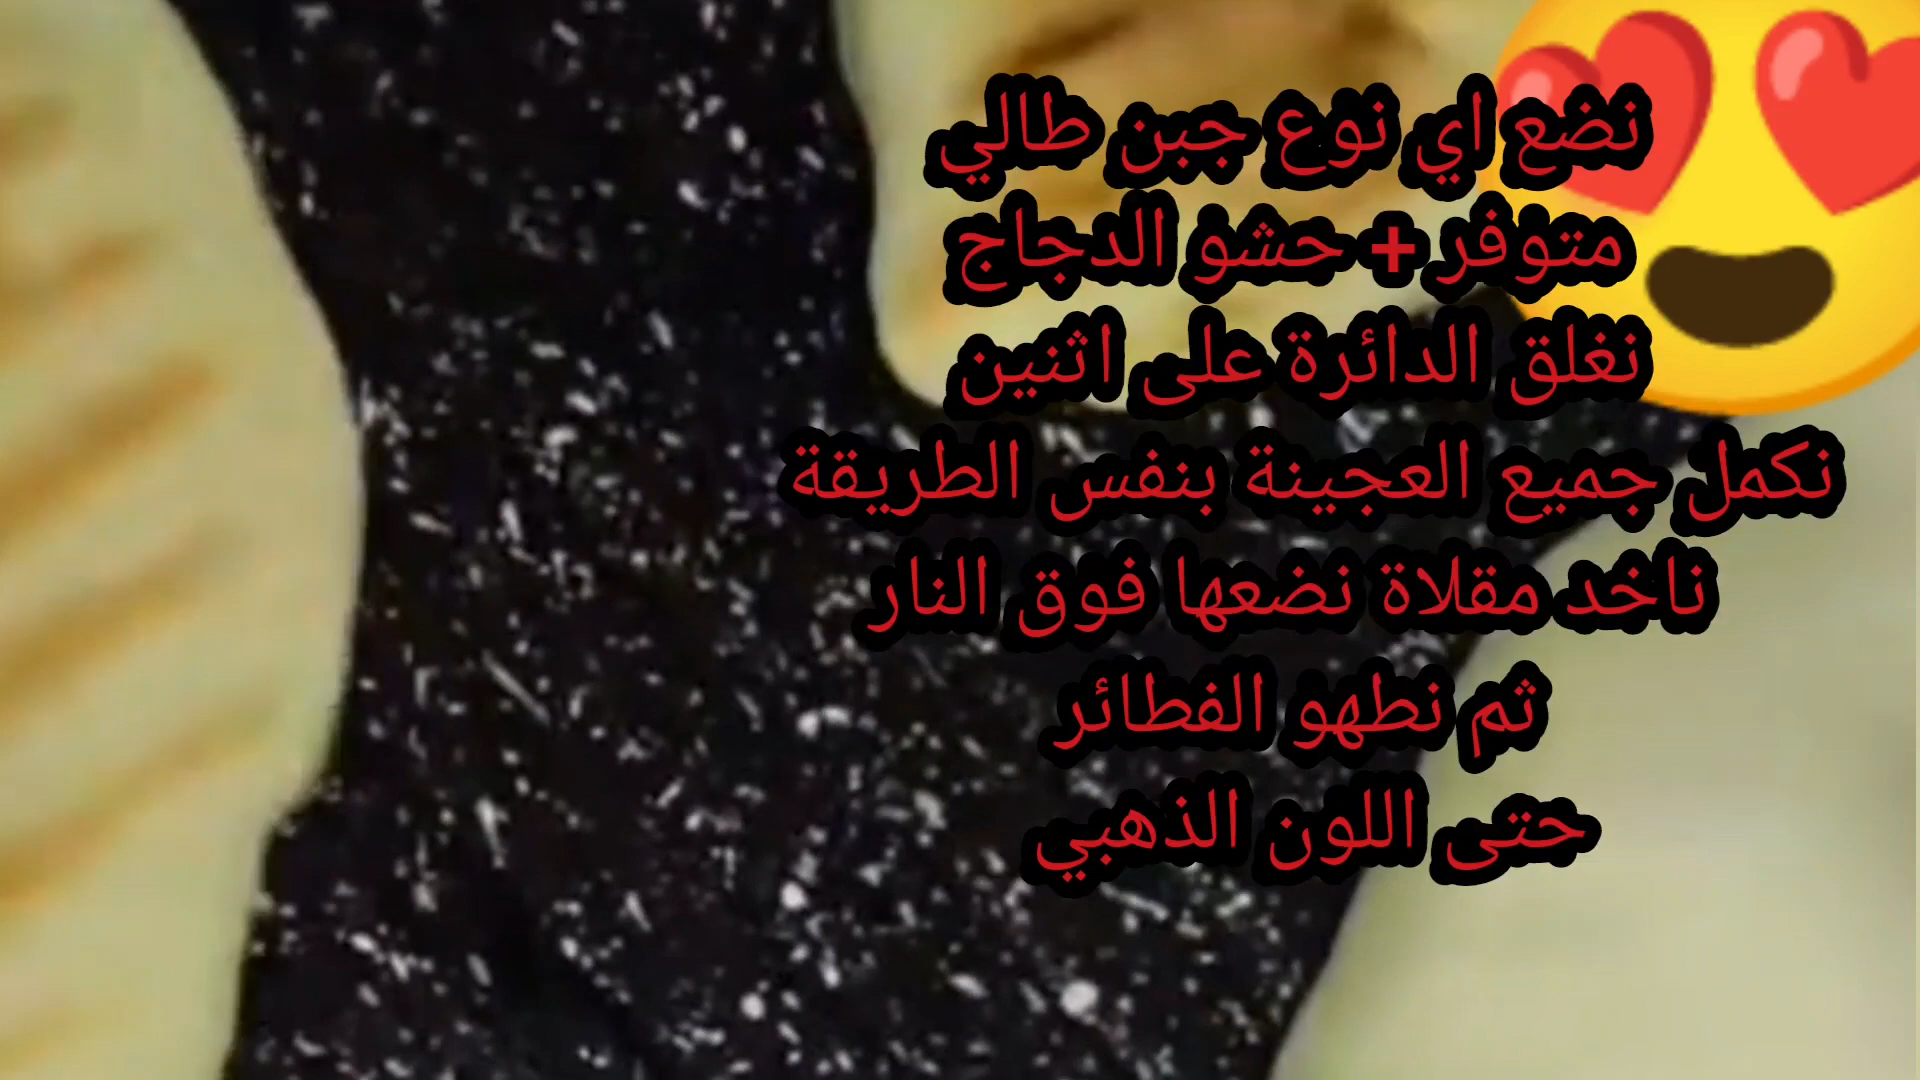 نضع اي نوع جبن طالي
متوفر + حشو الدجاج
نغلق الدائرة على اثنين
نكمل جميع العجينة بنفس الطريقة
ناخد مقلاة نضعها فوق النار
ثم نطهو الفطائر
حتى اللون الذهبي